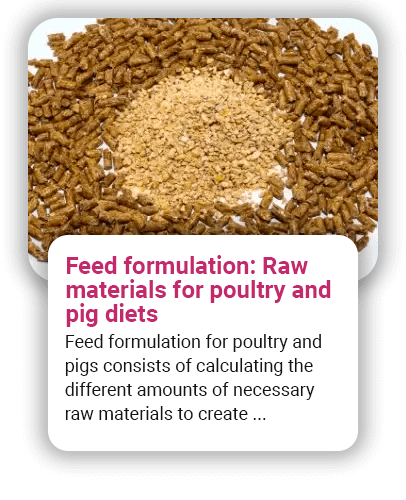 Feed formulation: Raw
materials for poultry and
pig diets
Feed formulation for poultry and
pigs consists of calculating the
different amounts of necessary
raw materials to create ...